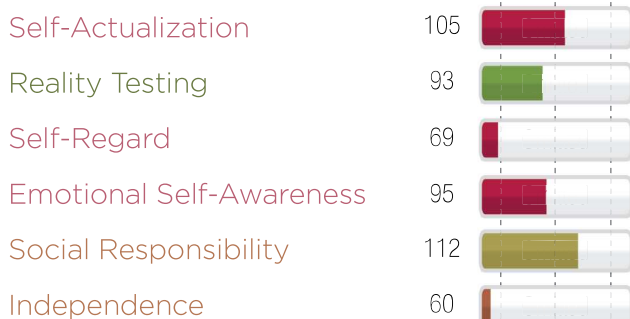 Self-Actualization 105
Reality Testing 93
Self-Regard 69
Emotional Self-Awareness 95
Social Responsibility 112
Independence 60